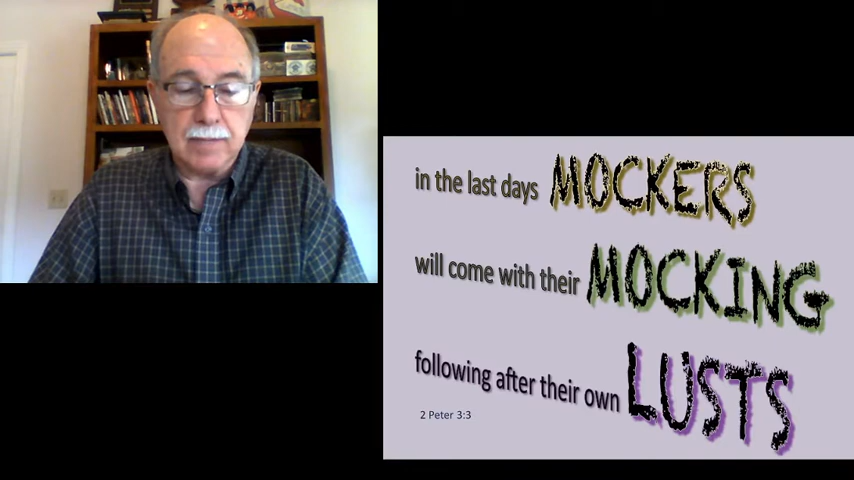 in the last days MOCKERS
will come with their MOCKING
following after their own LUSTS
2 Peter 3:3